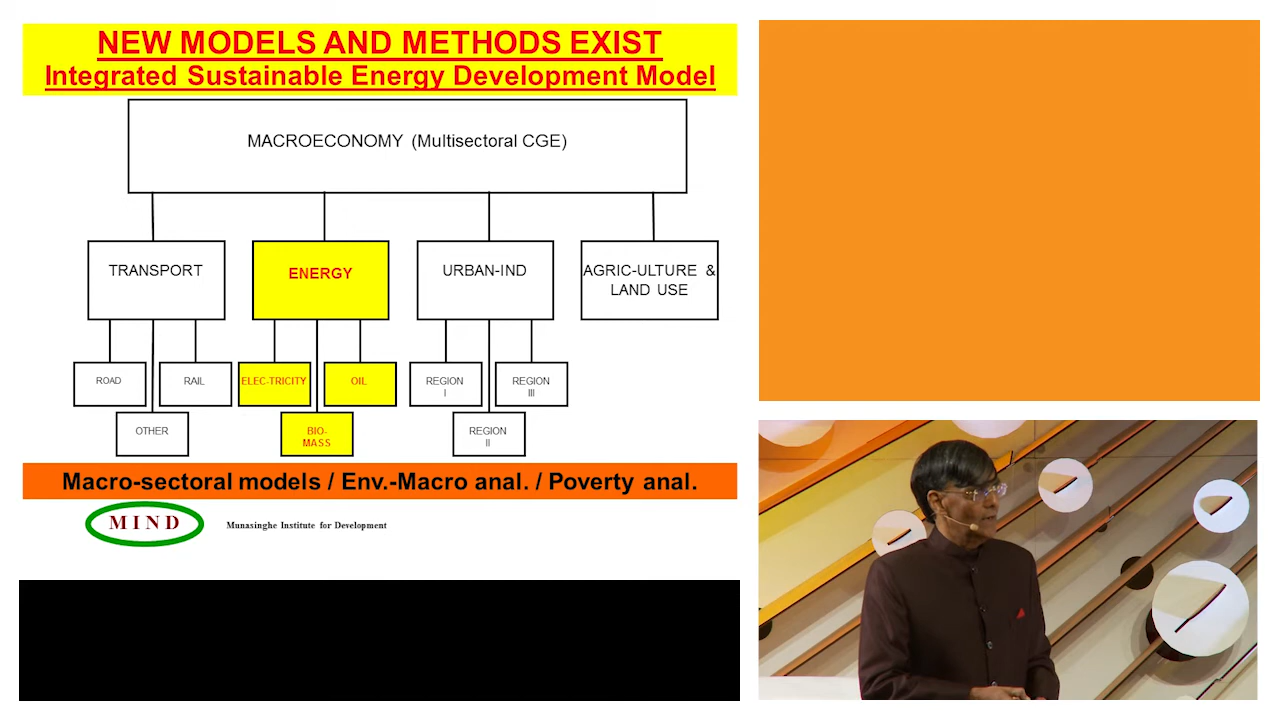 NEW MODELS AND METHODS EXIST
Integrated Sustainable Energy Development Model
MACROECONOMY (Multisectoral CGE)
TRANSPORT
ENERGY
URBAN-IND
AGRIC-ULTURE &
LAND USE
ROAD
RAIL
ELEC-TRICITY
OIL
REGION
I
REGION
III
OTHER
BIO-
MASS
REGION
II
Macro-sectoral models / Env.-Macro anal. / Poverty anal.
MIND
Munasinghe Institute for Development